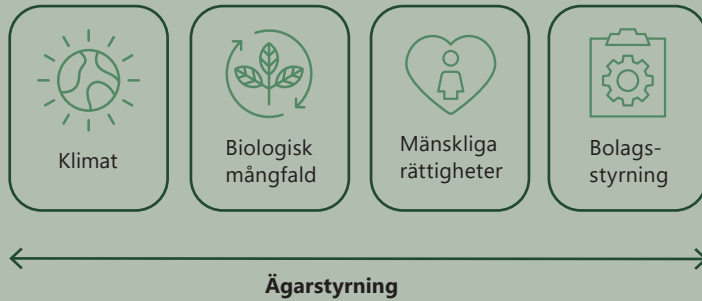 Klimat
Biologisk
mångfald
Mänskliga
rättigheter
Bolags-
styrning
Ägarstyrning